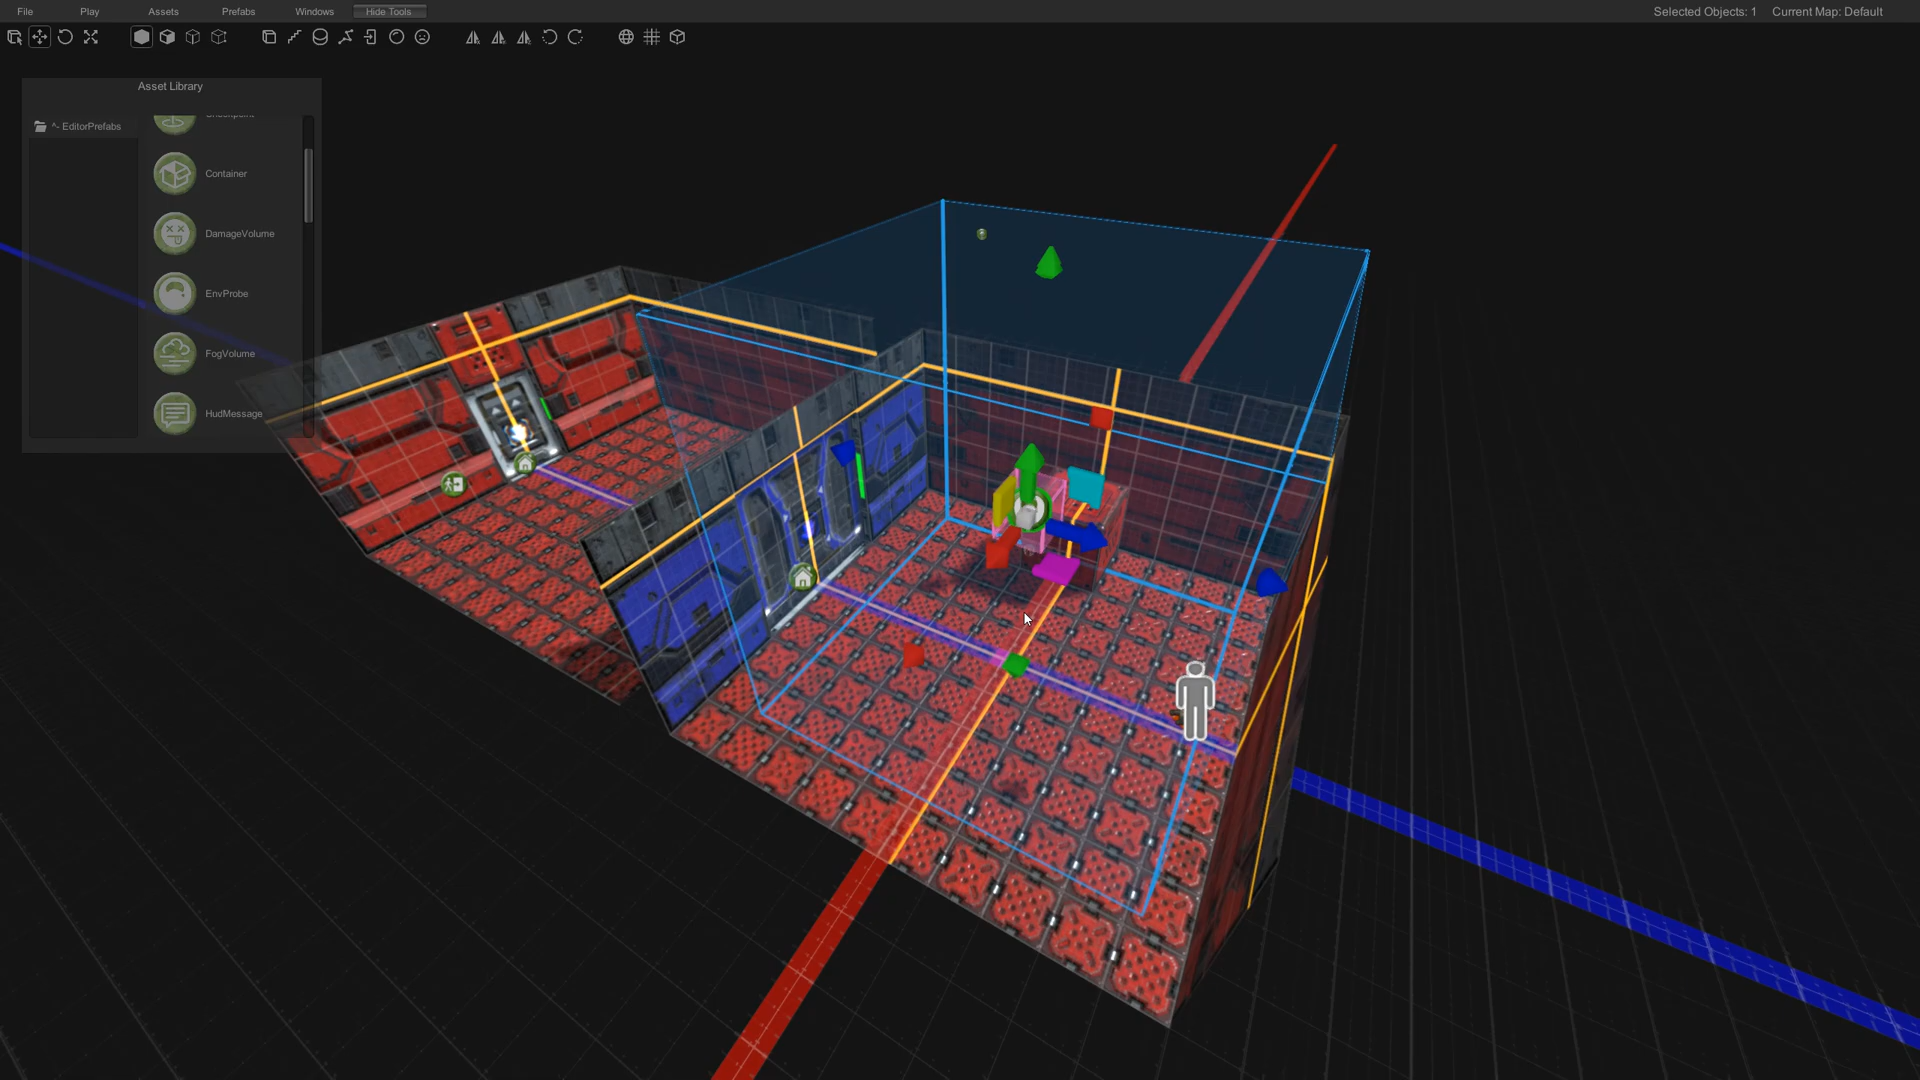 File Play Assets Prefabs Windows Hide Tools Selected Objects: 1 Current Map: Default
Asset Library
^- EditorPrefabs
Container
DamageVolume
EnvProbe
FogVolume
HudMessage